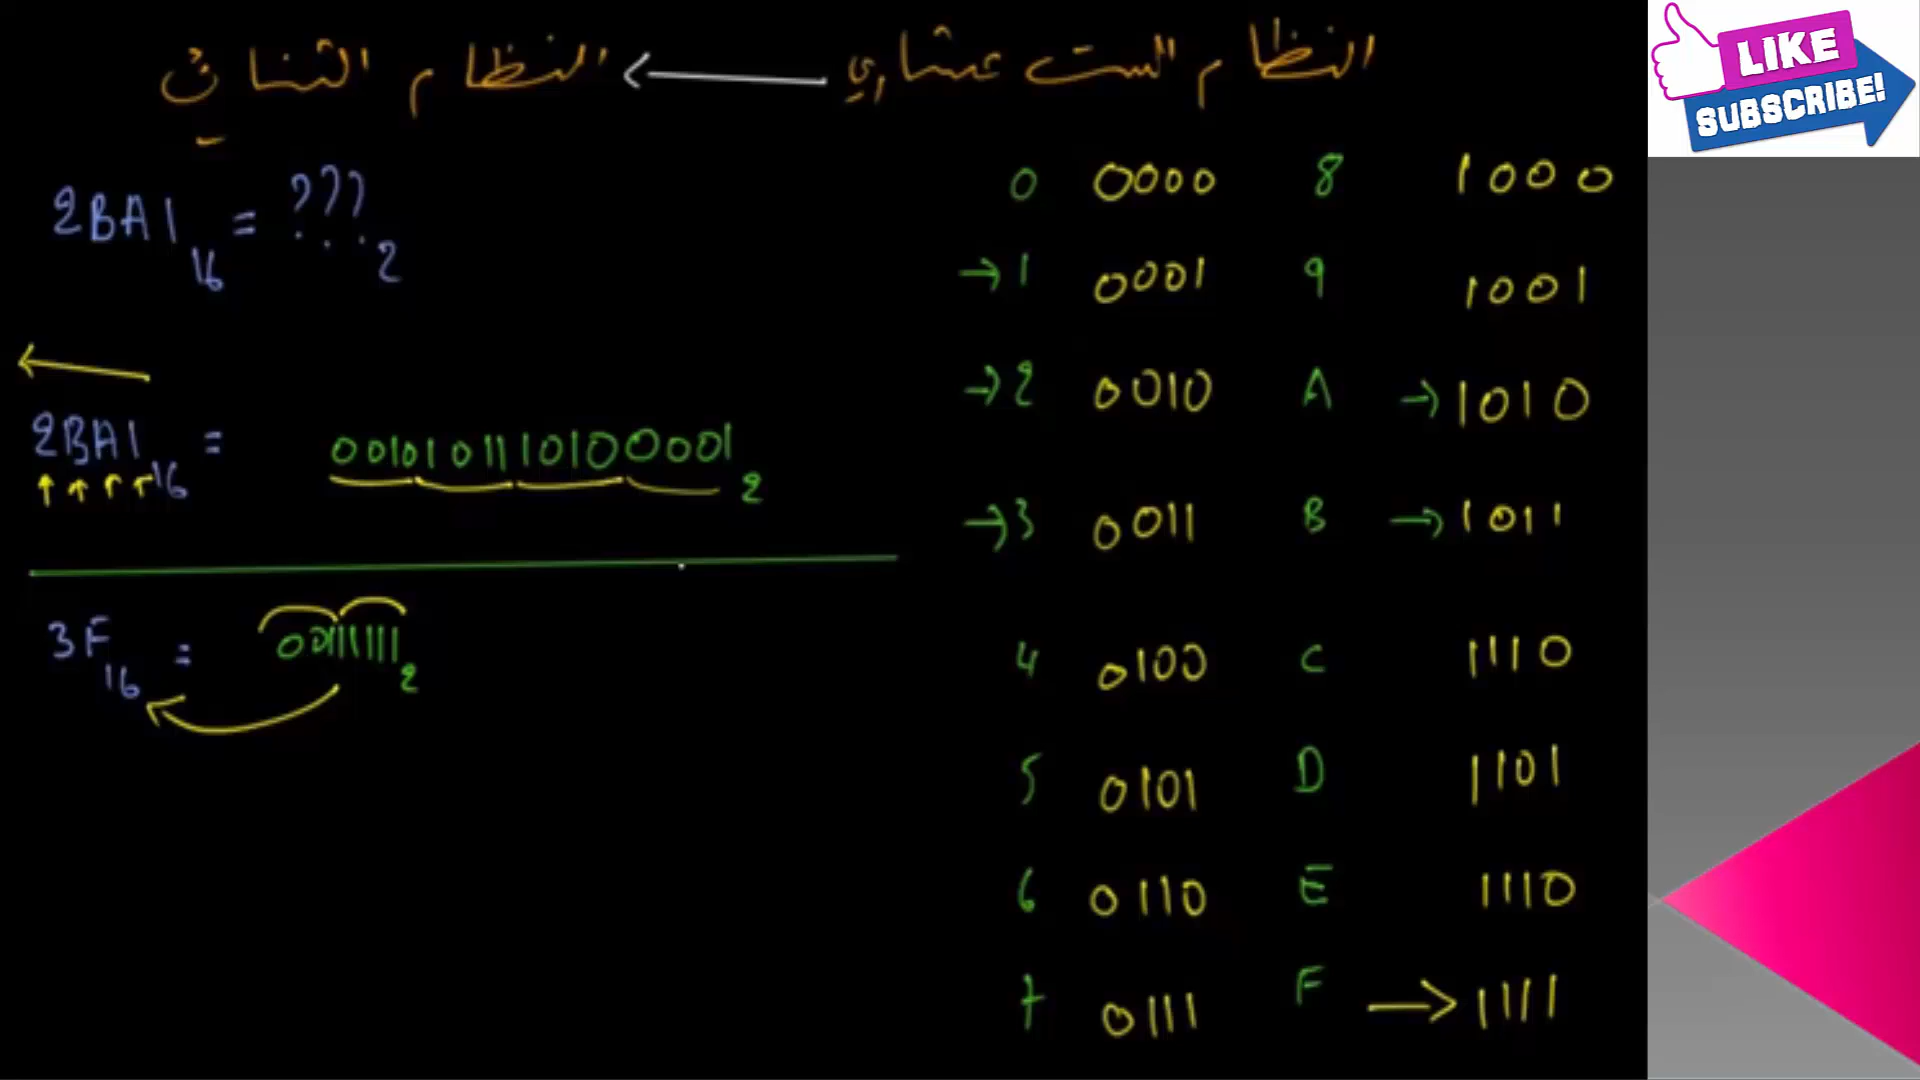 النظام الست عشاري ← النظام الثنائي
LIKE
SUBSCRIBE!
2BA1₁₆ = ???₂
2BA1₁₆ = 0010101110100001₂
3F₁₆ = 00111111₂
0 0000 8 1000
→1 0001 9 1001
→2 0010 A →1010
→3 0011 B →1011
4 0100 C 1110
5 0101 D 1101
6 0110 E 1110
7 0111 F →1111